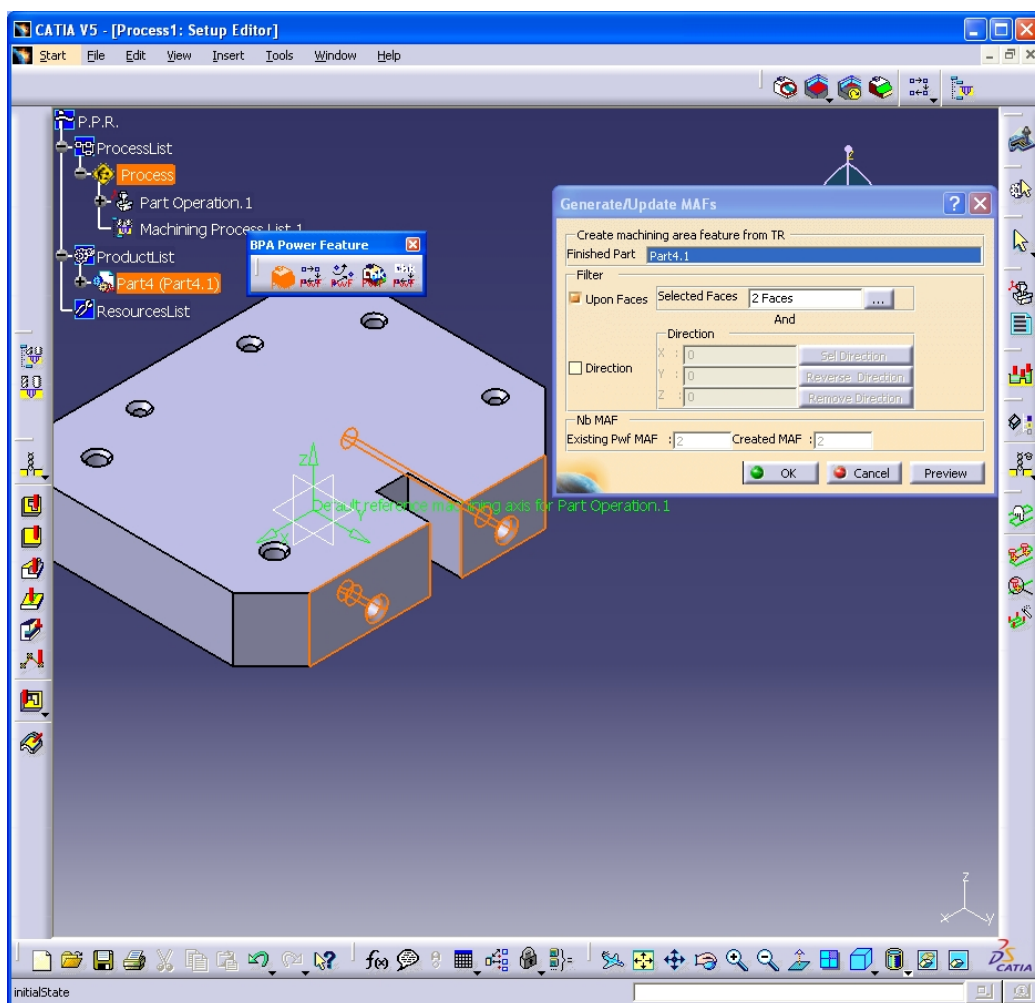 CATIA V5 - [Process1: Setup Editor]
Start File Edit View Insert Tools Window Help
P.P.R.
ProcessList
Process
Part Operation.1
Machining Process List.1
ProductList
Part4 (Part4.1)
ResourcesList
BPA Power Feature
Generate/Update MAFs
Create machining area feature from TR
Finished Part Part4.1
Filter
Upon Faces Selected Faces 2 Faces ...
And
Direction
Direction
X : 0 Sel Direction
Y : 0 Reverse Direction
Z : 0 Remove Direction
Nb MAF
Existing Pwf MAF : 2 Created MAF : 2
OK Cancel Preview
Z
X
Y
Default reference machining axis for Part Operation.1
z
x y
f(x)
CATIA
initialState